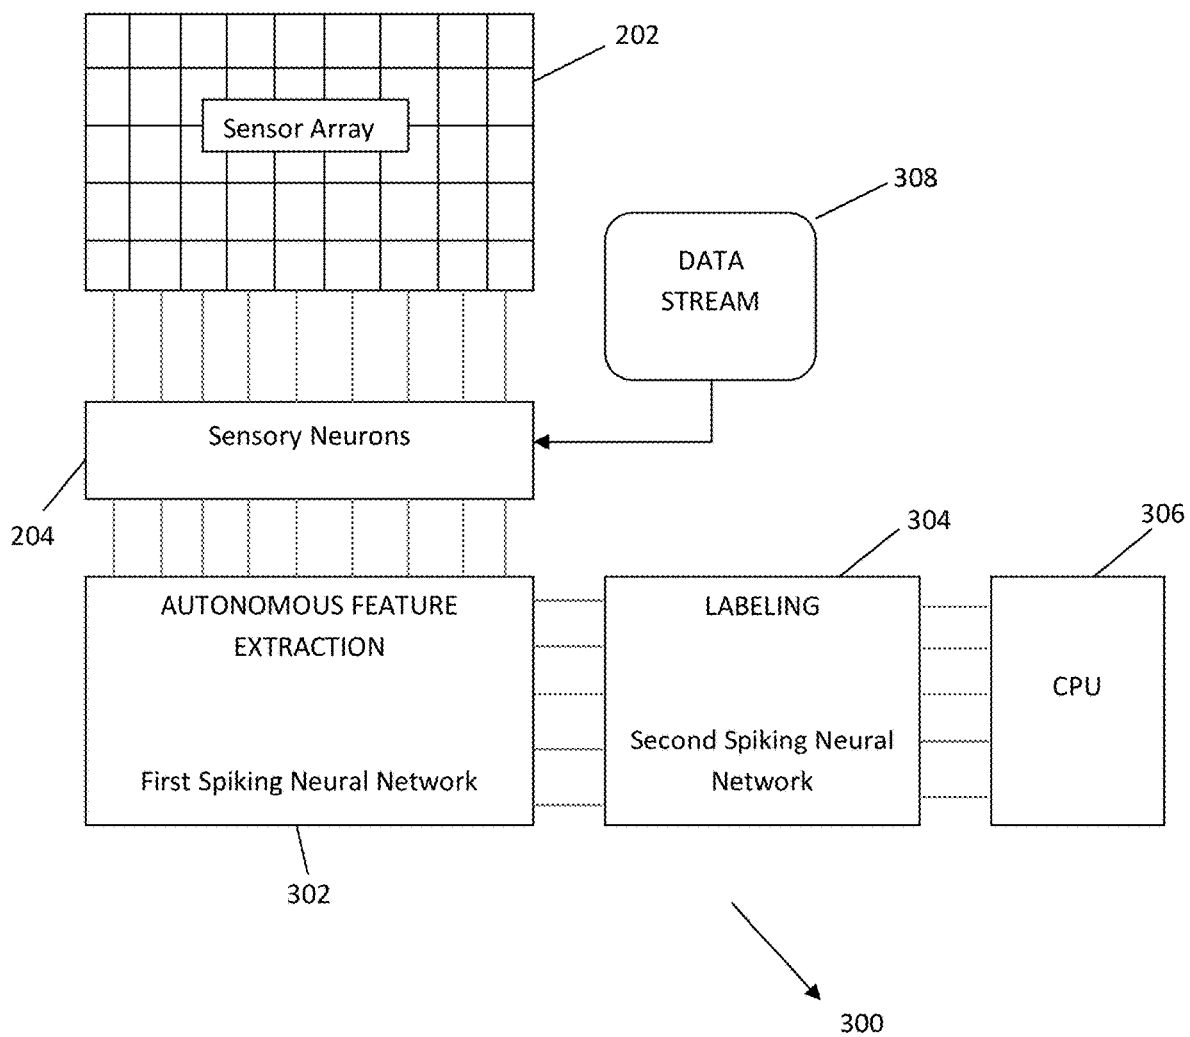 202
Sensor Array
308
DATA
STREAM
Sensory Neurons
204
304
306
AUTONOMOUS FEATURE
EXTRACTION
First Spiking Neural Network
LABELING
Second Spiking Neural
Network
CPU
302
300